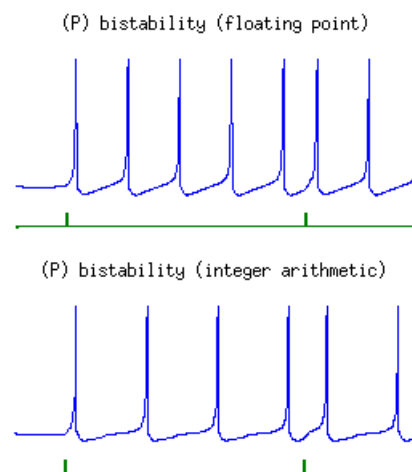 (P) bistability (floating point)
(P) bistability (integer arithmetic)